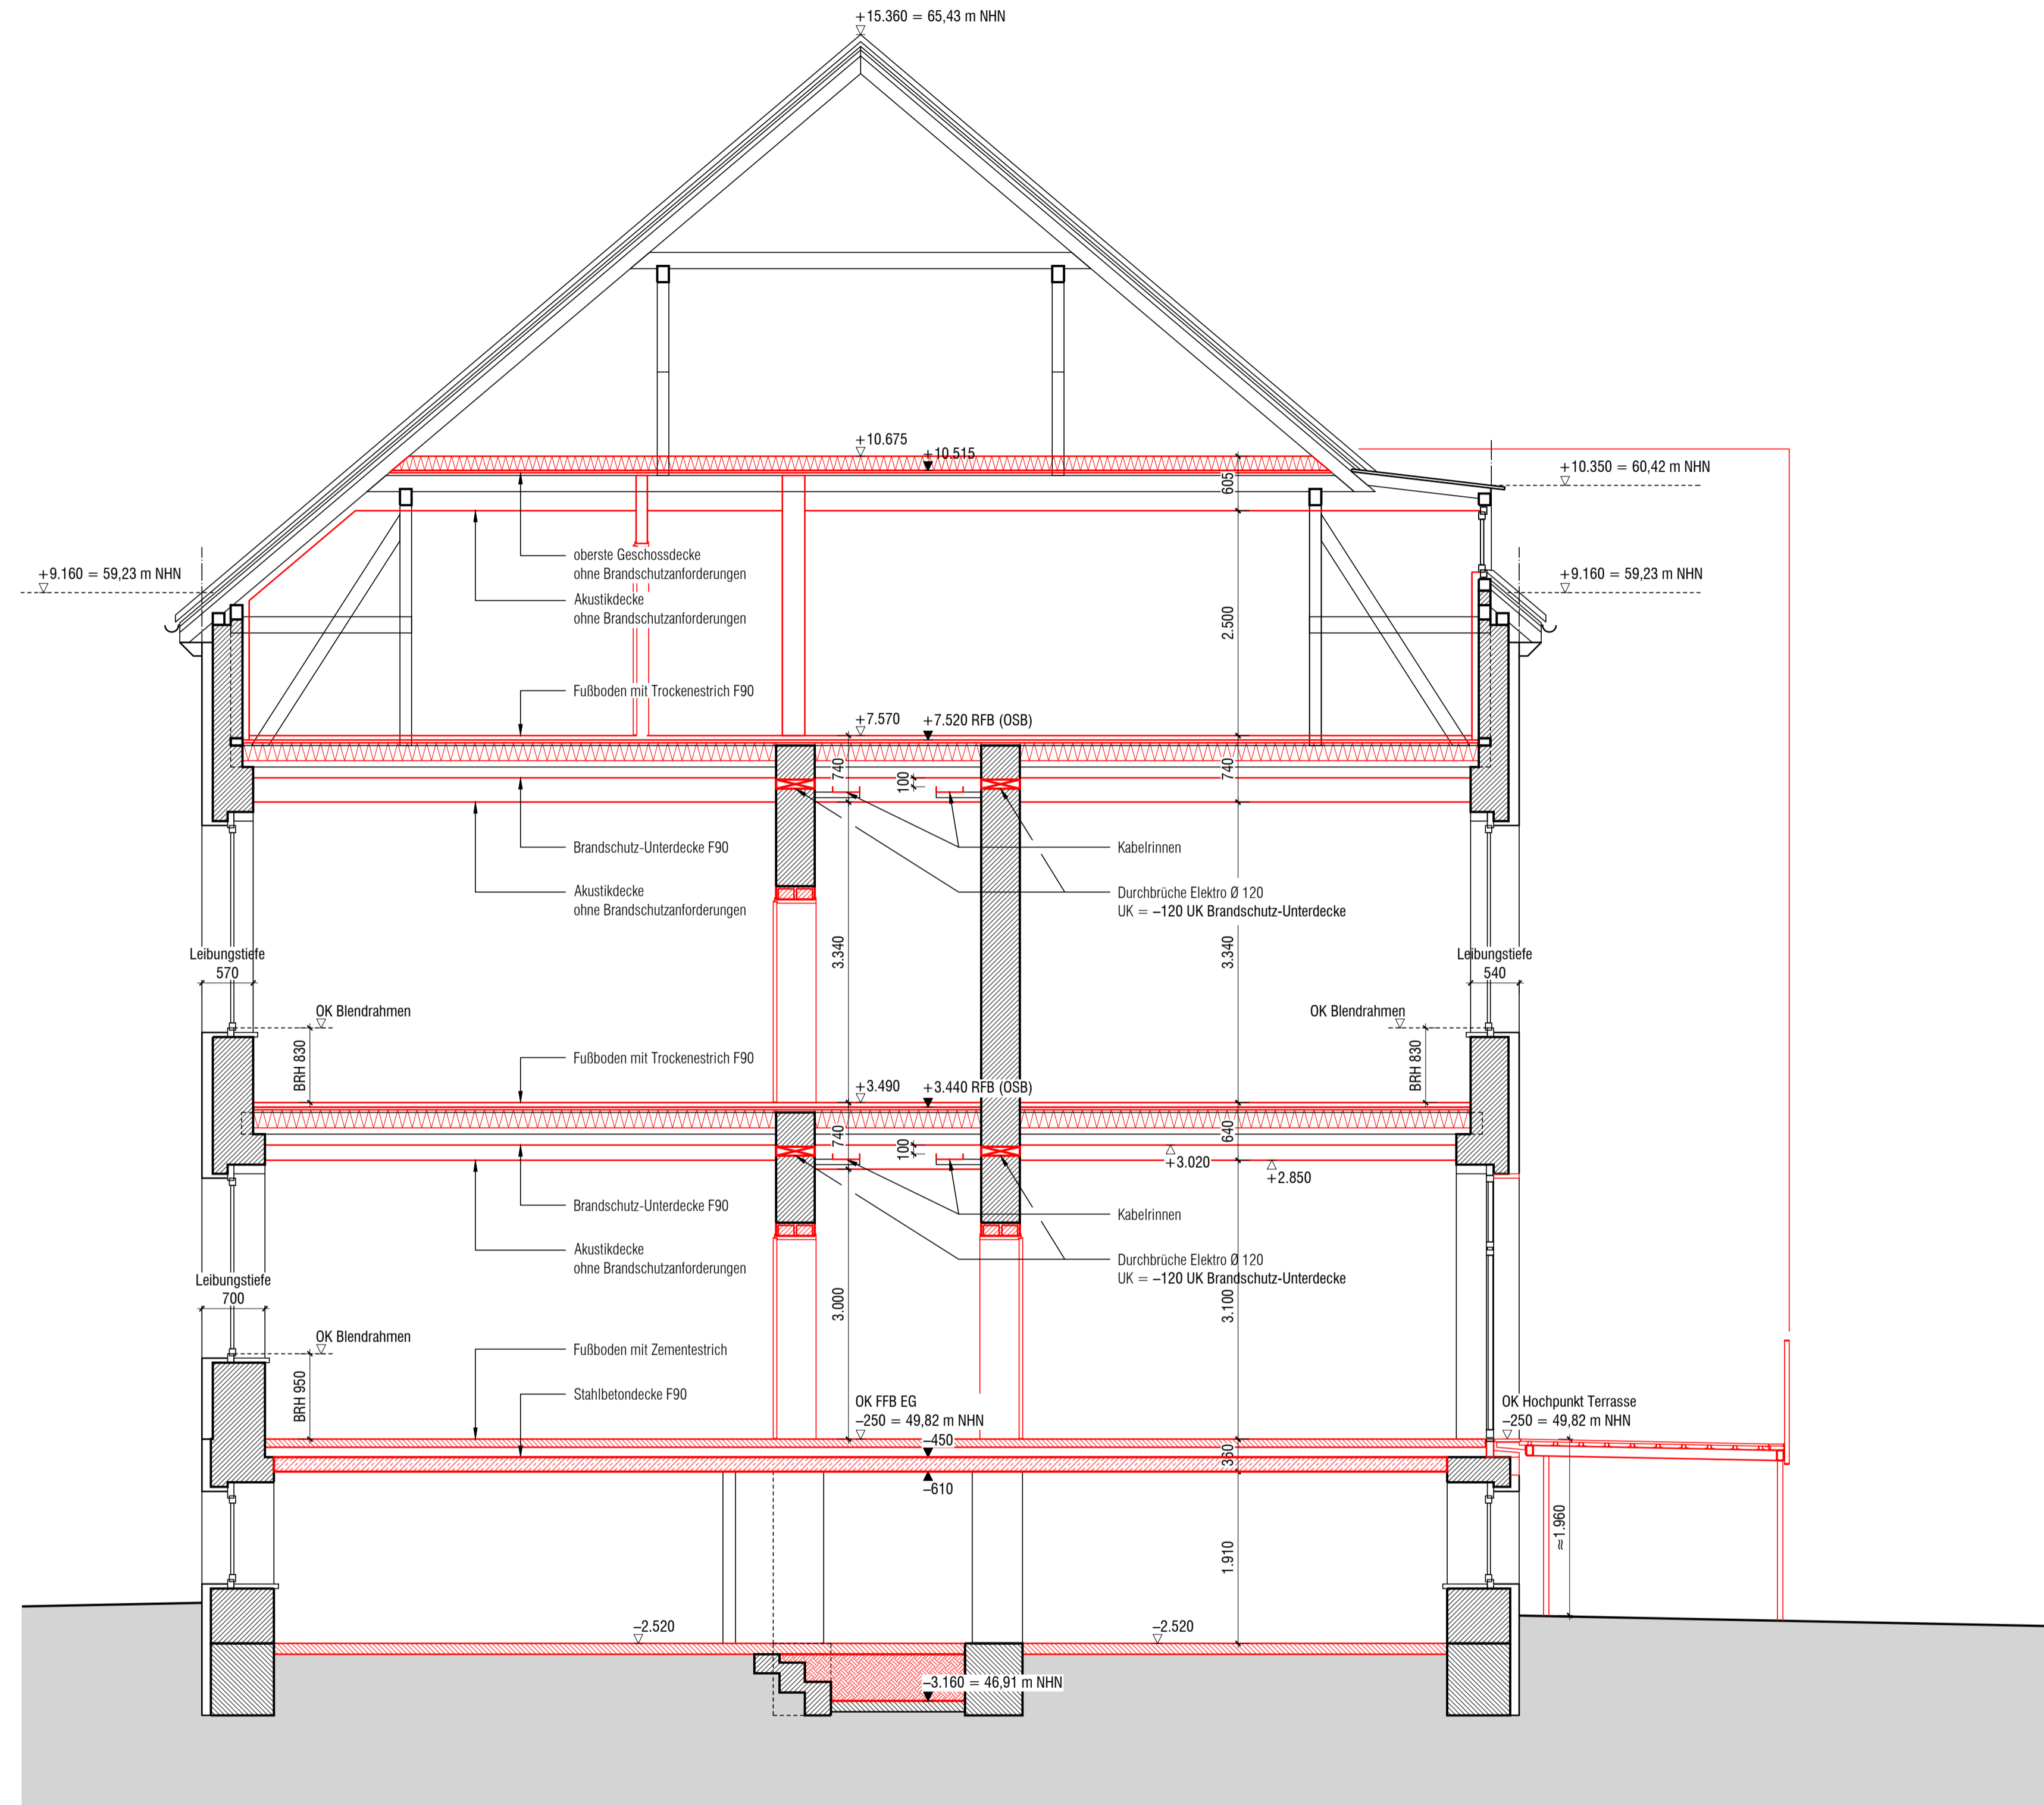 +15.360 = 65,43 m NHN
+10.675
+10.515
+10.350 = 60,42 m NHN
605
oberste Geschossdecke
ohne Brandschutzanforderungen
+9.160 = 59,23 m NHN
+9.160 = 59,23 m NHN
Akustikdecke
ohne Brandschutzanforderungen
2.500
Fußboden mit Trockenestrich F90
+7.570
+7.520 RFB (OSB)
740
100
740
Brandschutz-Unterdecke F90
Kabelrinnen
Akustikdecke
ohne Brandschutzanforderungen
Durchbrüche Elektro Ø 120
UK = –120 UK Brandschutz-Unterdecke
Leibungstiefe
570
3.340
3.340
Leibungstiefe
540
OK Blendrahmen
OK Blendrahmen
BRH 830
BRH 830
Fußboden mit Trockenestrich F90
+3.490
+3.440 RFB (OSB)
740
100
640
+3.020
+2.850
Brandschutz-Unterdecke F90
Kabelrinnen
Akustikdecke
ohne Brandschutzanforderungen
Durchbrüche Elektro Ø 120
UK = –120 UK Brandschutz-Unterdecke
Leibungstiefe
700
3.000
3.100
OK Blendrahmen
BRH 950
Fußboden mit Zementestrich
Stahlbetondecke F90
OK FFB EG
–250 = 49,82 m NHN
OK Hochpunkt Terrasse
–250 = 49,82 m NHN
–450
360
–610
1.910
≈1.960
–2.520
–2.520
–3.160 = 46,91 m NHN